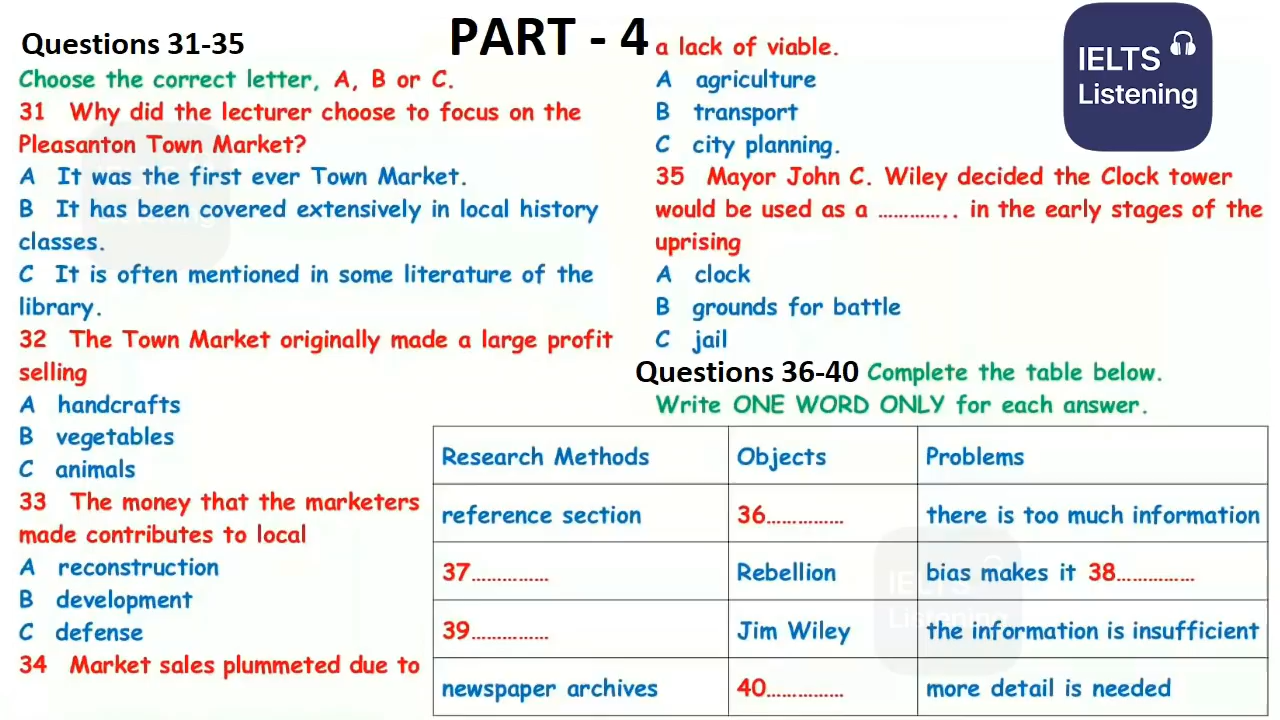 PART - 4
Questions 31-35
Choose the correct letter, A, B or C.
31 Why did the lecturer choose to focus on the
Pleasanton Town Market?
A It was the first ever Town Market.
B It has been covered extensively in local history
classes.
C It is often mentioned in some literature of the
library.
32 The Town Market originally made a large profit
selling
A handcrafts
B vegetables
C animals
33 The money that the marketers
made contributes to local
A reconstruction
B development
C defense
34 Market sales plummeted due to
a lack of viable.
A agriculture
B transport
C city planning.
35 Mayor John C. Wiley decided the Clock tower
would be used as a ………….. in the early stages of the
uprising
A clock
B grounds for battle
C jail
Questions 36-40 Complete the table below.
Write ONE WORD ONLY for each answer.
Research Methods Objects Problems
reference section 36…………… there is too much information
37…………… Rebellion bias makes it 38……………
39…………… Jim Wiley the information is insufficient
newspaper archives 40…………… more detail is needed
IELTS
Listening
IELTS
Listening